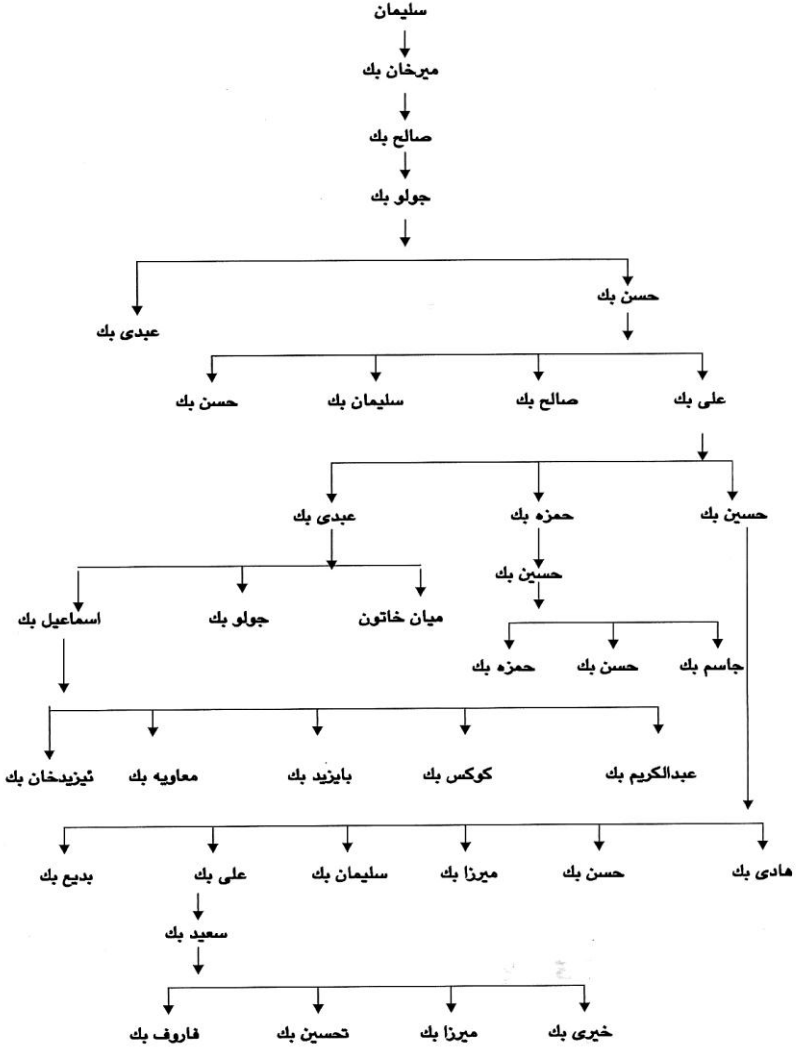 سليمان
ميرخان بك
صالح بك
جولو بك
حسن بك
عبدى بك
على بك صالح بك سليمان بك حسن بك
حسين بك حمزه بك عبدى بك
حسين بك
ميان خاتون جولو بك اسماعيل بك
جاسم بك حسن بك حمزه بك
عبدالكريم بك كوكس بك بايزيد بك معاويه بك ئيزيدخان بك
هادى بك حسن بك ميرزا بك سليمان بك على بك بديع بك
سعيد بك
خيرى بك ميرزا بك تحسين بك فاروف بك